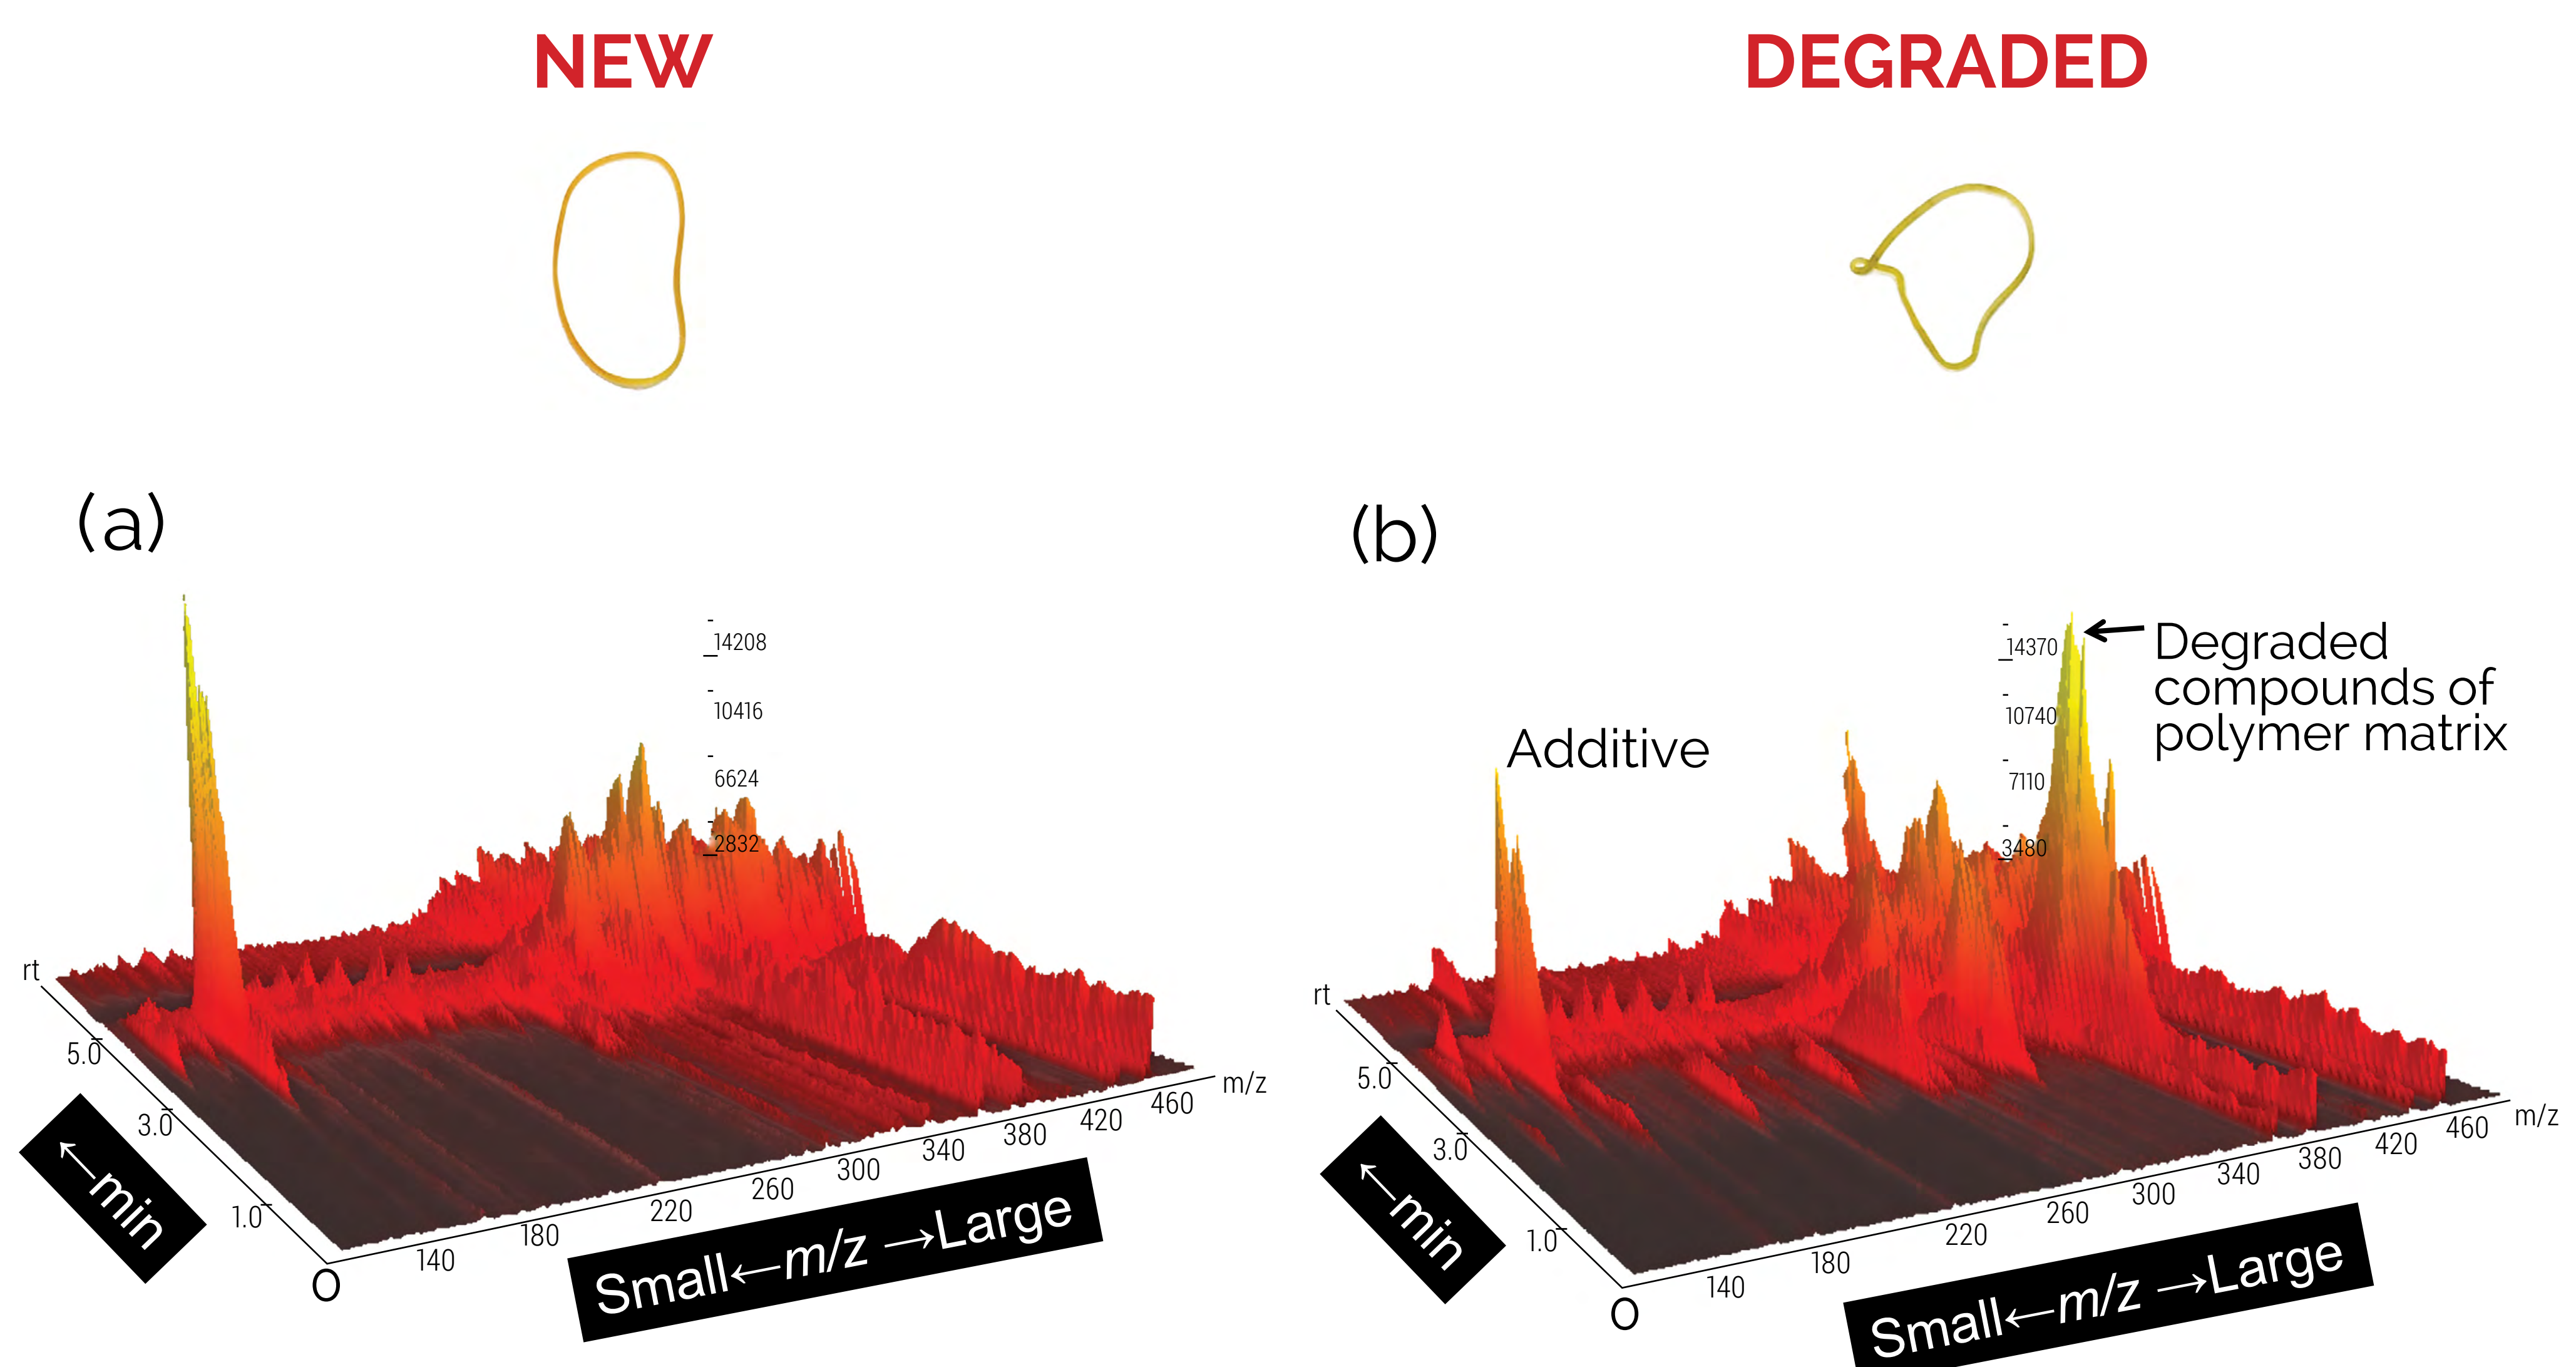 NEW
DEGRADED
(a)
(b)
14208
10416
6624
2832
rt
5.0
3.0
1.0
←min
O
140
180
220
260
300
340
380
420
460
m/z
Small←m/z →Large
Additive
14370
10740
7110
3480
Degraded
compounds of
polymer matrix
rt
5.0
3.0
1.0
←min
O
140
180
220
260
300
340
380
420
460
m/z
Small←m/z →Large